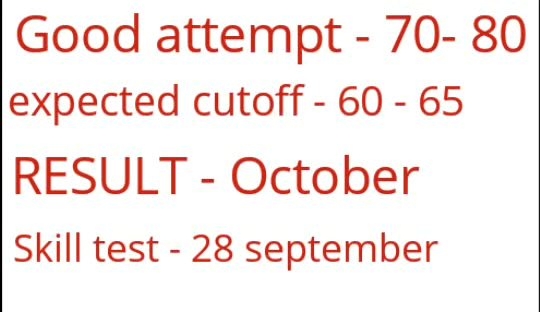 Good attempt - 70- 80
expected cutoff - 60 - 65
RESULT - October
Skill test - 28 september